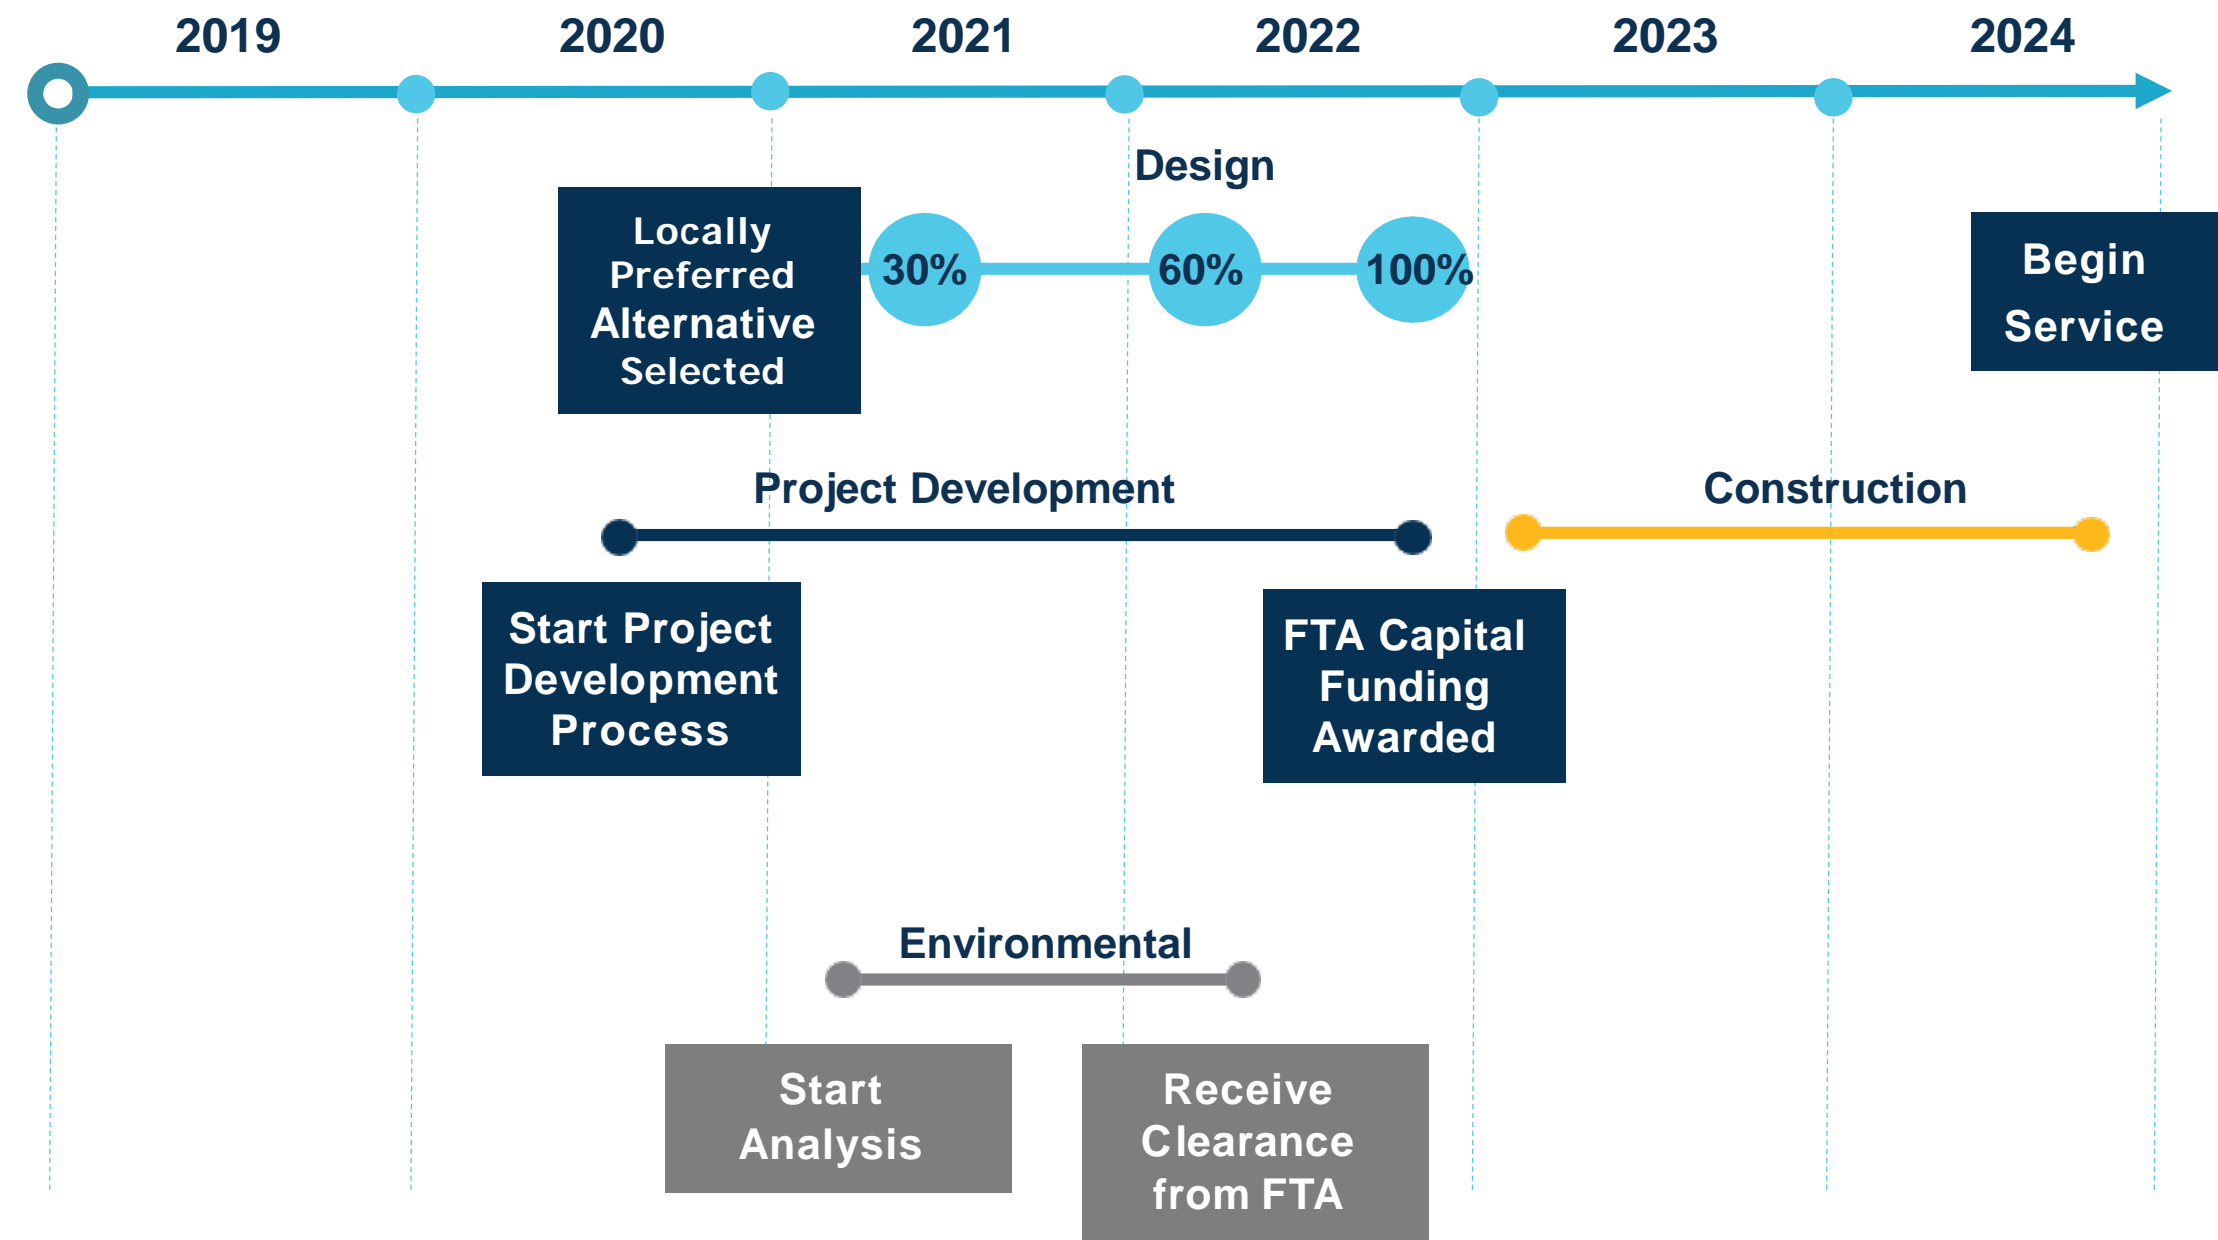 2019 2020 2021 2022 2023 2024
Design
Locally
Preferred
Alternative
Selected
30% 60% 100%
Begin
Service
Project Development
Construction
Start Project
Development
Process
FTA Capital
Funding
Awarded
Environmental
Start
Analysis
Receive
Clearance
from FTA